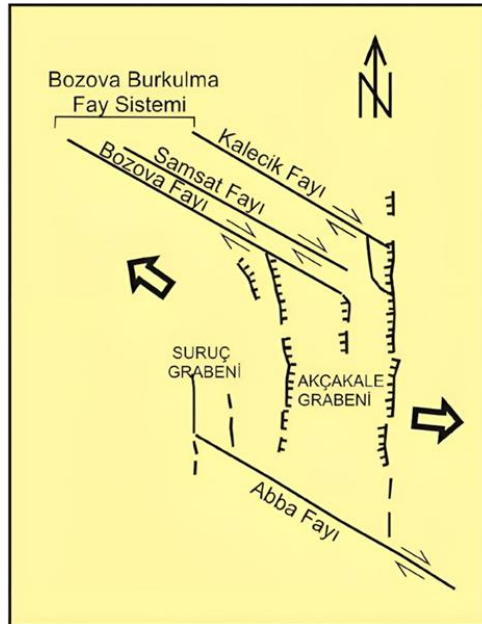 Bozova Burkulma
Fay Sistemi
N
Kalecik Fayı
Samsat Fayı
Bozova Fayı
SURUÇ
GRABENİ
AKÇAKALE
GRABENİ
Abba Fayı